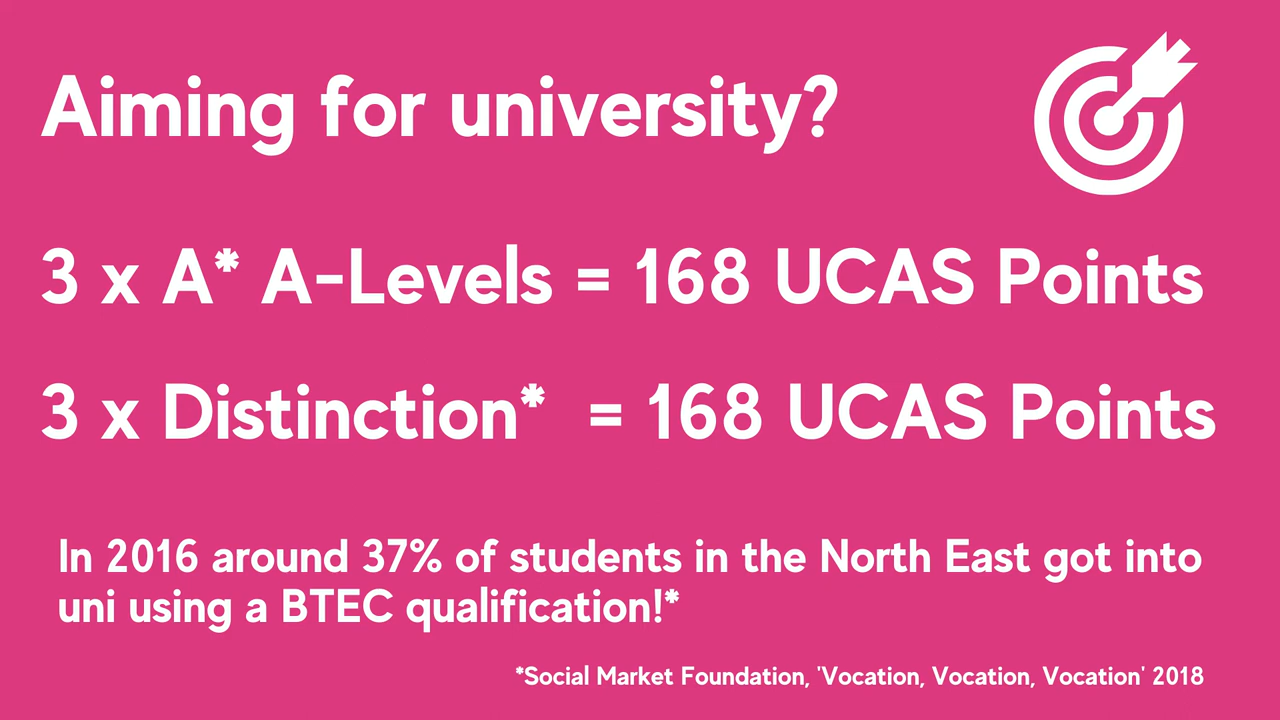 Aiming for university?
3 x A* A-Levels = 168 UCAS Points
3 x Distinction* = 168 UCAS Points
In 2016 around 37% of students in the North East got into
uni using a BTEC qualification!*
*Social Market Foundation, 'Vocation, Vocation, Vocation' 2018